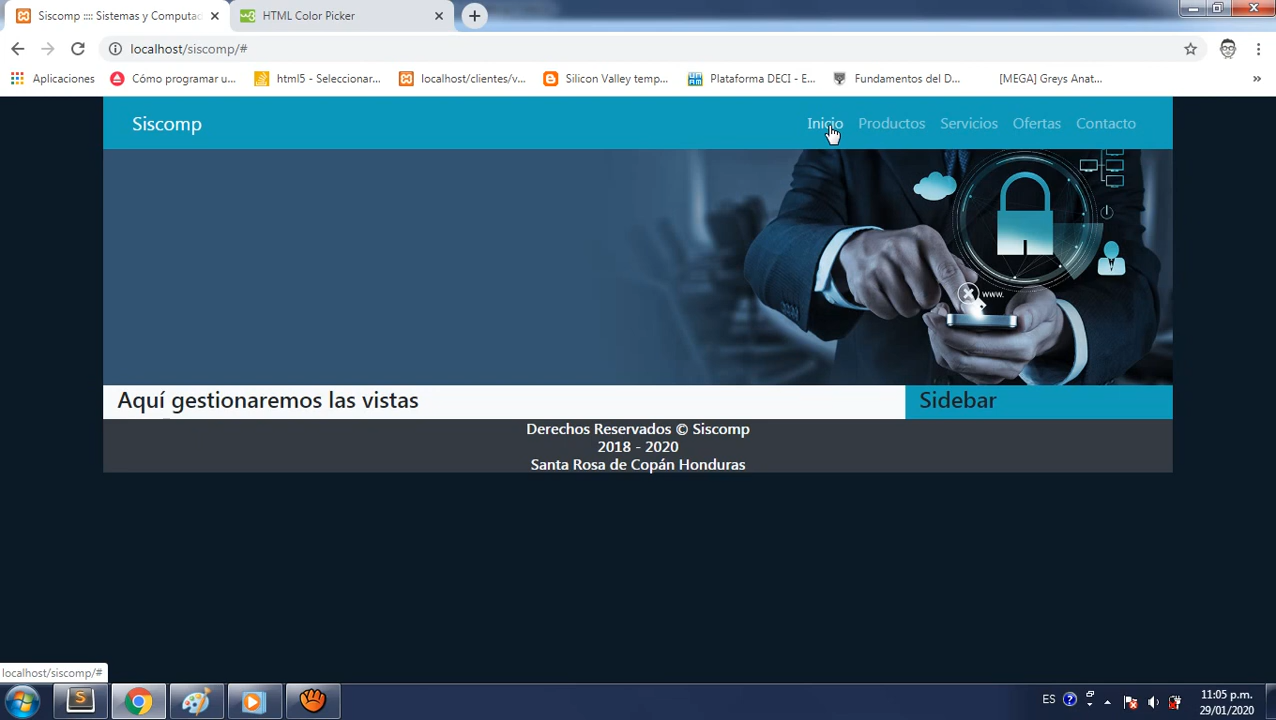 Siscomp :::: Sistemas y Computac
HTML Color Picker
localhost/siscomp/#
Aplicaciones
Cómo programar u...
html5 - Seleccionar...
localhost/clientes/v...
Silicon Valley temp...
Plataforma DECI - E...
Fundamentos del D...
[MEGA] Greys Anat...
»
Siscomp
Inicio
Productos
Servicios
Ofertas
Contacto
www.
Aquí gestionaremos las vistas
Sidebar
Derechos Reservados © Siscomp
2018 - 2020
Santa Rosa de Copán Honduras
localhost/siscomp/#
ES
11:05 p.m.
29/01/2020